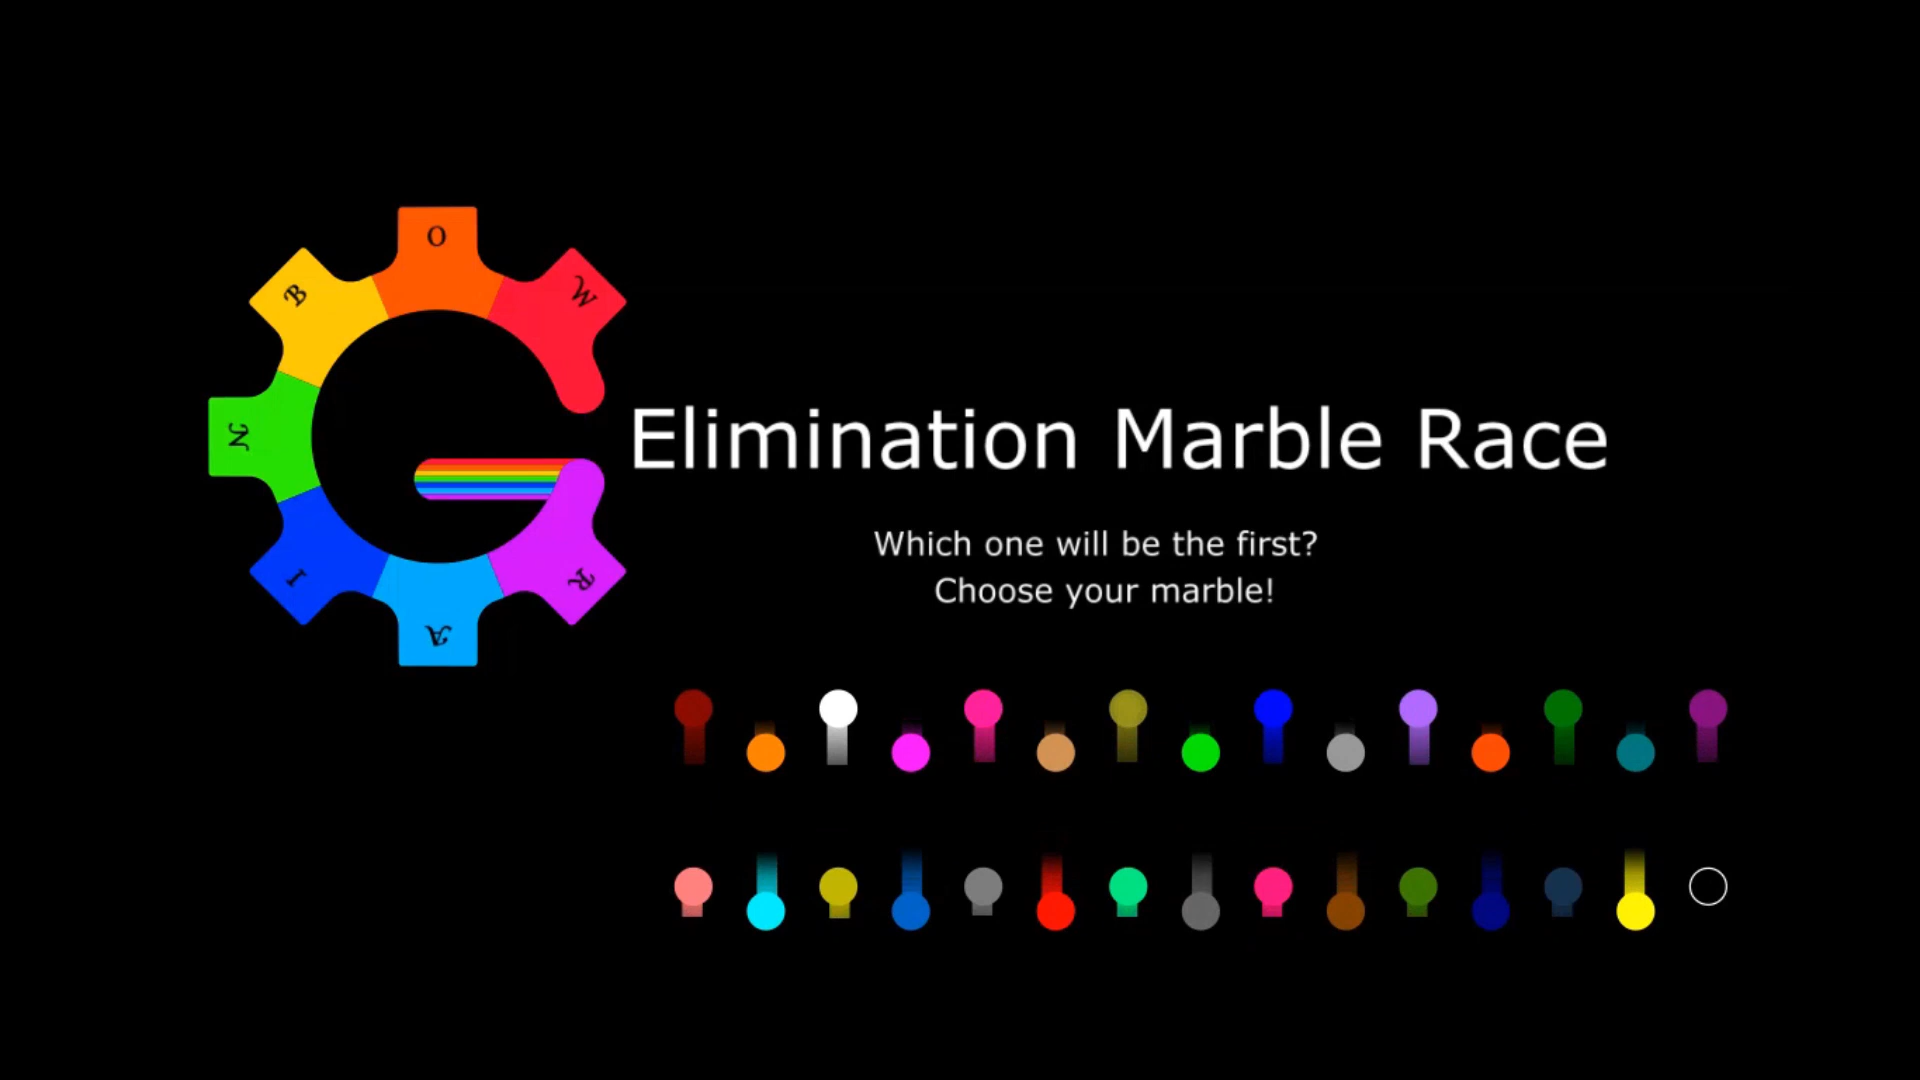 W
O
B
N
I
A
R
Elimination Marble Race
Which one will be the first?
Choose your marble!